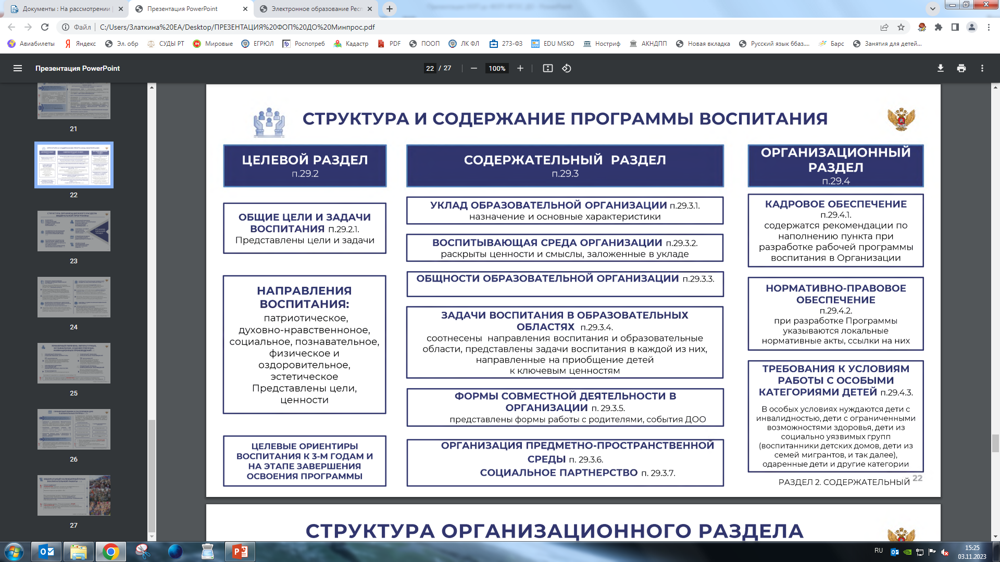 Документы : На рассмотрении
Презентация PowerPoint
Электронное образование Респ
Файл
C:/Users/Златкина%20ЕА/Desktop/ПРЕЗЕНТАЦИЯ%20ФОП%20ДО%20Минпрос.pdf
Авиабилеты
Яндекс
Эл. обр
СУДЫ РТ
Мировые
ЕГРЮЛ
Роспотреб
Кадастр
PDF
ПООП
ЛК ФЛ
273-ФЗ
EDU MSKO
Ностриф
АКНДПП
Новая вкладка
Русский язык ббаз....
Барс
Занятия для детей...
Презентация PowerPoint
22 / 27
100%
21
22
23
24
25
26
27
СТРУКТУРА И СОДЕРЖАНИЕ ПРОГРАММЫ ВОСПИТАНИЯ
ЦЕЛЕВОЙ РАЗДЕЛ
п.29.2
ОБЩИЕ ЦЕЛИ И ЗАДАЧИ
ВОСПИТАНИЯ п.29.2.1.
Представлены цели и задачи
НАПРАВЛЕНИЯ
ВОСПИТАНИЯ:
патриотическое,
духовно-нравственноное,
социальное, познавательное,
физическое и
оздоровительное,
эстетическое
Представлены цели,
ценности
ЦЕЛЕВЫЕ ОРИЕНТИРЫ
ВОСПИТАНИЯ К 3-М ГОДАМ И
НА ЭТАПЕ ЗАВЕРШЕНИЯ
ОСВОЕНИЯ ПРОГРАММЫ
СОДЕРЖАТЕЛЬНЫЙ РАЗДЕЛ
п.29.3
УКЛАД ОБРАЗОВАТЕЛЬНОЙ ОРГАНИЗАЦИИ п.29.3.1.
назначение и основные характеристики
ВОСПИТЫВАЮЩАЯ СРЕДА ОРГАНИЗАЦИИ п.29.3.2.
раскрыты ценности и смыслы, заложенные в укладе
ОБЩНОСТИ ОБРАЗОВАТЕЛЬНОЙ ОРГАНИЗАЦИИ п.29.3.3.
ЗАДАЧИ ВОСПИТАНИЯ В ОБРАЗОВАТЕЛЬНЫХ
ОБЛАСТЯХ п.29.3.4.
соотнесены направления воспитания и образовательные
области, представлены задачи воспитания в каждой из них,
направленные на приобщение детей
к ключевым ценностям
ФОРМЫ СОВМЕСТНОЙ ДЕЯТЕЛЬНОСТИ В
ОРГАНИЗАЦИИ п. 29.3.5.
представлены формы работы с родителями, события ДОО
ОРГАНИЗАЦИЯ ПРЕДМЕТНО-ПРОСТРАНСТВЕННОЙ
СРЕДЫ п. 29.3.6.
СОЦИАЛЬНОЕ ПАРТНЕРСТВО п. 29.3.7.
ОРГАНИЗАЦИОННЫЙ
РАЗДЕЛ
п.29.4
КАДРОВОЕ ОБЕСПЕЧЕНИЕ
п.29.4.1.
содержатся рекомендации по
наполнению пункта при
разработке рабочей программы
воспитания в Организации
НОРМАТИВНО-ПРАВОВОЕ
ОБЕСПЕЧЕНИЕ
п.29.4.2.
при разработке Программы
указываются локальные
нормативные акты, ссылки на них
ТРЕБОВАНИЯ К УСЛОВИЯМ
РАБОТЫ С ОСОБЫМИ
КАТЕГОРИЯМИ ДЕТЕЙ п.29.4.3.
В особых условиях нуждаются дети с
инвалидностью, дети с ограниченными
возможностями здоровья, дети из
социально уязвимых групп
(воспитанники детских домов, дети из
семей мигрантов, и так далее),
одаренные дети и другие категории
РАЗДЕЛ 2. СОДЕРЖАТЕЛЬНЫЙ 22
СТРУКТУРА ОРГАНИЗАЦИОННОГО РАЗДЕЛА
RU
15:25
03.11.2023